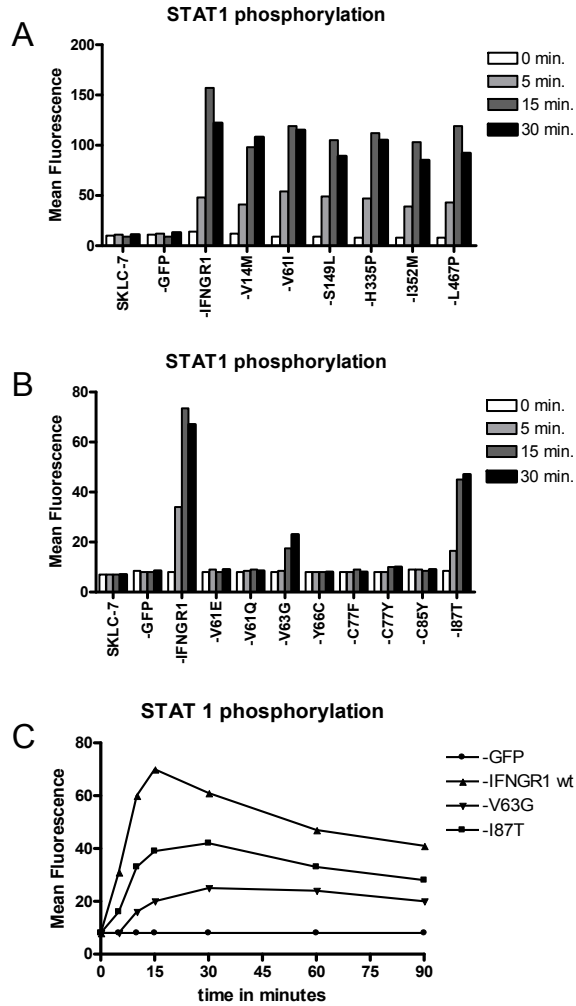 A
STAT1 phosphorylation
Mean Fluorescence
200
150
100
50
0
SKLC-7
-GFP
-IFNGR1
-V14M
-V61I
-S149L
-H335P
-I352M
-L467P
0 min.
5 min.
15 min.
30 min.
B
STAT1 phosphorylation
Mean Fluorescence
80
60
40
20
0
SKLC-7
-GFP
-IFNGR1
-V61E
-V61Q
-V63G
-Y66C
-C77F
-C77Y
-C85Y
-I87T
0 min.
5 min.
15 min.
30 min.
C
STAT 1 phosphorylation
Mean Fluorescence
80
60
40
20
0
0 15 30 45 60 75 90
time in minutes
-GFP
-IFNGR1 wt
-V63G
-I87T